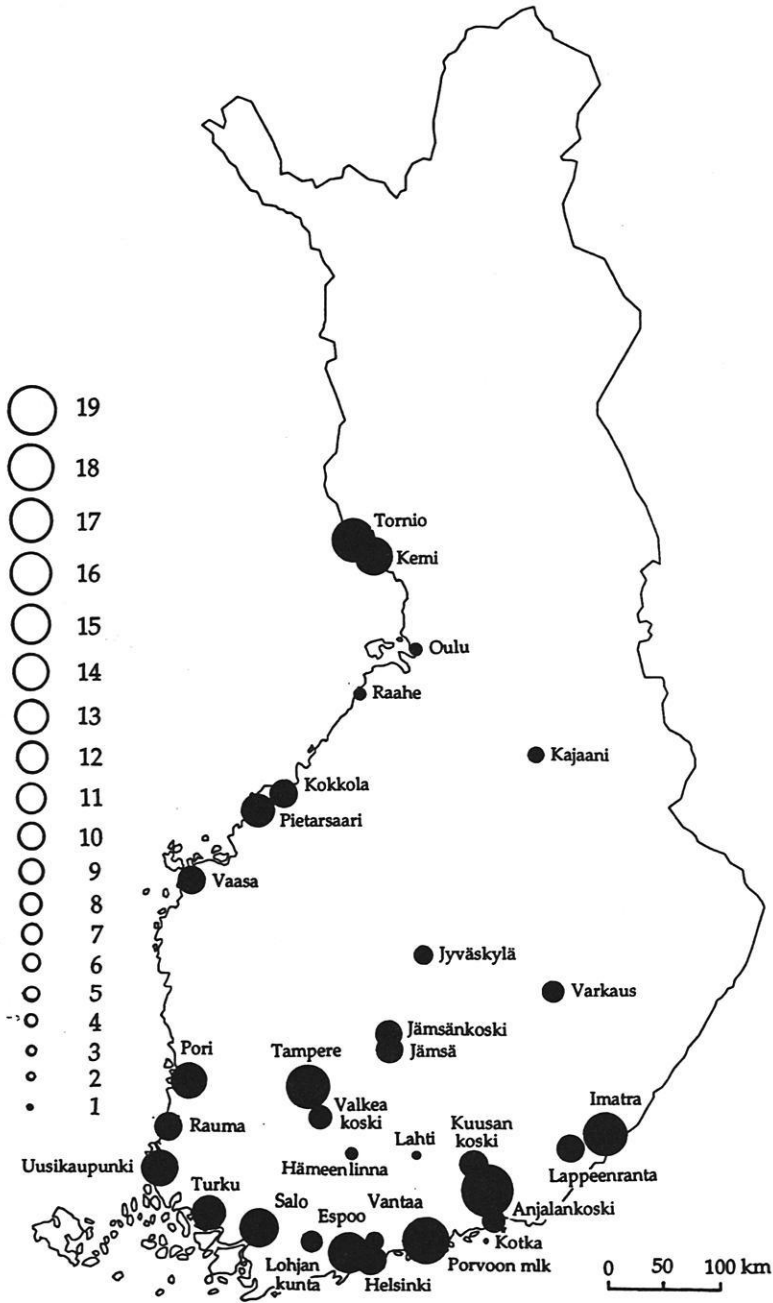 19
18
17
16
15
14
13
12
11
10
9
8
7
6
5
4
3
2
1
Tornio
Kemi
Oulu
Raahe
Kajaani
Kokkola
Pietarsaari
Vaasa
Jyväskylä
Varkaus
Jämsänkoski
Jämsä
Pori
Tampere
Valkea
koski
Imatra
Rauma
Kuusan
koski
Lahti
Hämeenlinna
Lappeenranta
Uusikaupunki
Turku
Salo
Espoo
Vantaa
Anjalankoski
Kotka
Lohjan
kunta
Helsinki
Porvoon mlk
0 50 100 km